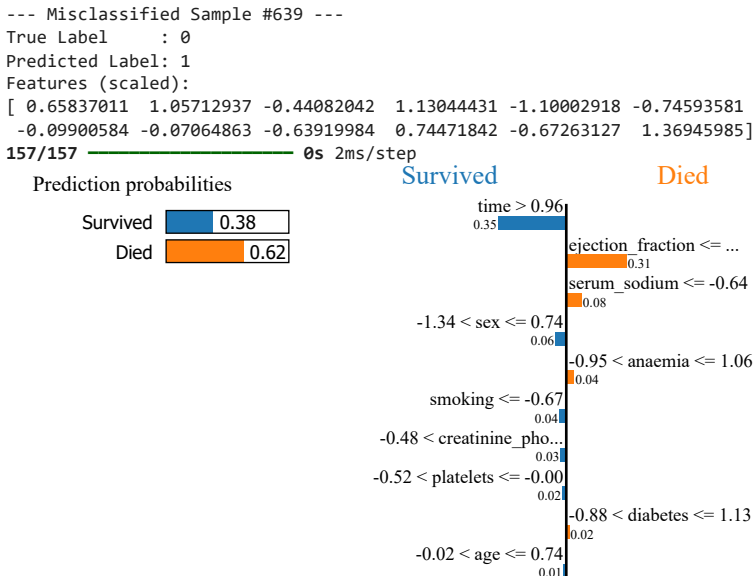 --- Misclassified Sample #639 ---
True Label : 0
Predicted Label: 1
Features (scaled):
[ 0.65837011 1.05712937 -0.44082042 1.13044431 -1.10002918 -0.74593581
-0.09900584 -0.07064863 -0.63919984 0.74471842 -0.67263127 1.36945985]
157/157 0s 2ms/step
Prediction probabilities
Survived 0.38
Died 0.62
Survived Died
time > 0.96
0.35
ejection_fraction <= ...
0.31
serum_sodium <= -0.64
0.08
-1.34 < sex <= 0.74
0.06
-0.95 < anaemia <= 1.06
0.04
smoking <= -0.67
0.04
-0.48 < creatinine_pho...
0.03
-0.52 < platelets <= -0.00
0.02
-0.88 < diabetes <= 1.13
0.02
-0.02 < age <= 0.74
0.01